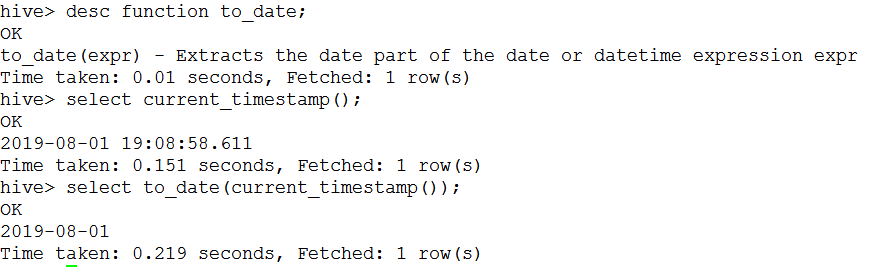 hive> desc function to_date;
OK
to_date(expr) - Extracts the date part of the date or datetime expression expr
Time taken: 0.01 seconds, Fetched: 1 row(s)
hive> select current_timestamp();
OK
2019-08-01 19:08:58.611
Time taken: 0.151 seconds, Fetched: 1 row(s)
hive> select to_date(current_timestamp());
OK
2019-08-01
Time taken: 0.219 seconds, Fetched: 1 row(s)